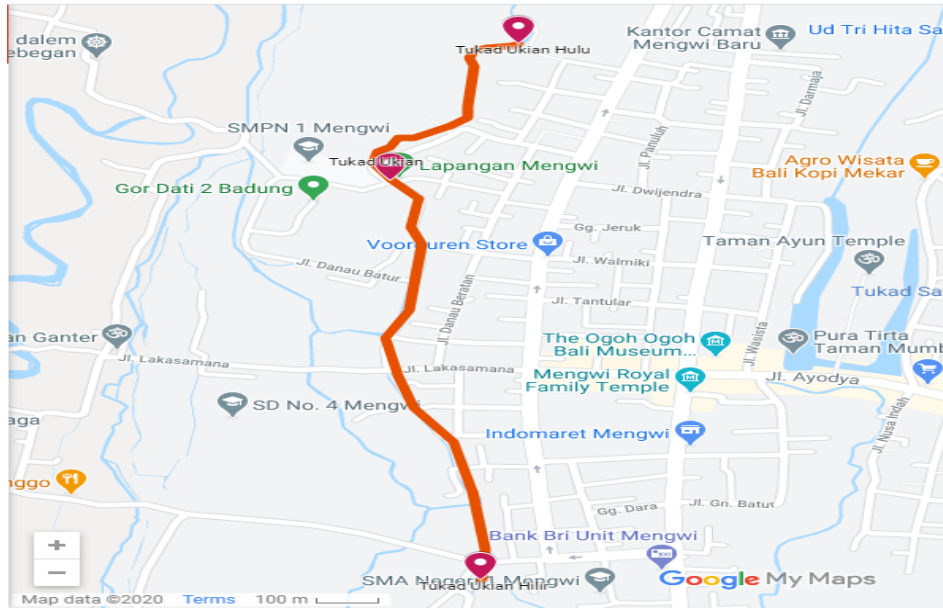 dalem
ebegan
Tukad Ukian Hulu
Kantor Camat
Mengwi Baru
Ud Tri Hita Sa
Jl. Darmaja
SMPN 1 Mengwi
Tukad Ukian
Lapangan Mengwi
Jl. Panuluh
Agro Wisata
Bali Kopi Mekar
Gor Dati 2 Badung
Jl. Dwijendra
Gg. Jeruk
Voorduren Store
Jl. Walmiki
Taman Ayun Temple
Jl. Danau Batur
Jl. Danau Beratan
Jl. Tantular
Tukad Sa
an Ganter
Jl. Lakasamana
Jl. Lakasamana
The Ogoh Ogoh
Bali Museum...
Jl. Wasista
Pura Tirta
Taman Mumb
Mengwi Royal
Family Temple
Jl. Ayodya
SD No. 4 Mengwi
Jl. Nusa Indah
aga
Indomaret Mengwi
nggo
Gg. Dara
Jl. Gn. Batur
Bank Bri Unit Mengwi
SMA Negeri 1 Mengwi
Tukad Ukian Hilir
Google My Maps
+
−
Map data ©2020 Terms 100 m